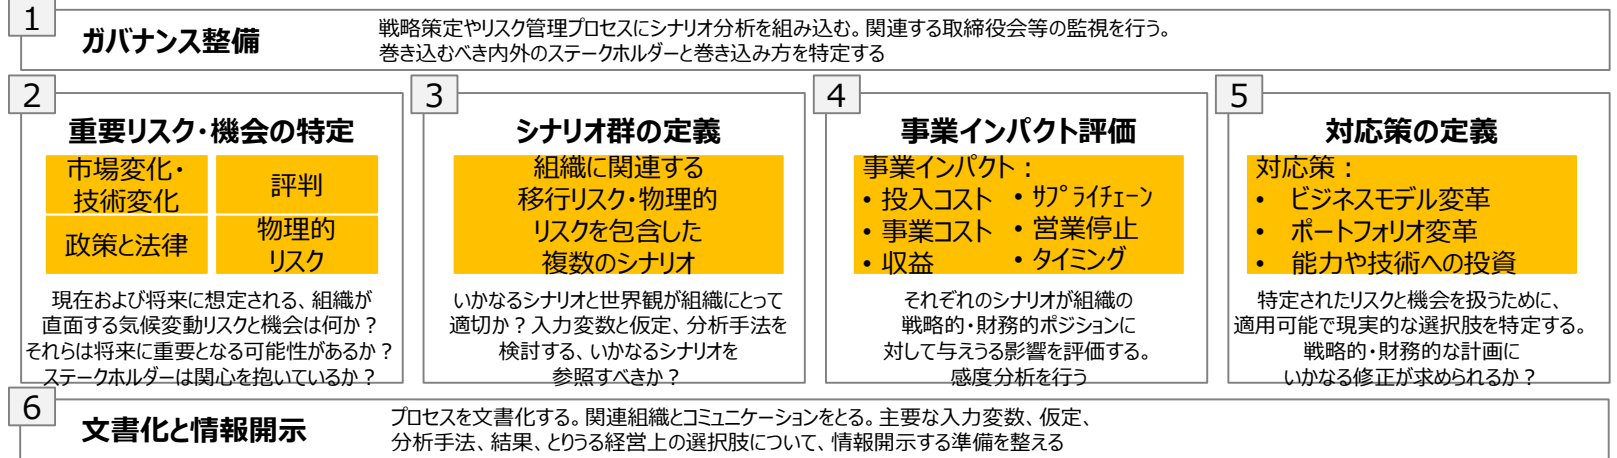 1
ガバナンス整備
戦略策定やリスク管理プロセスにシナリオ分析を組み込む。関連する取締役会等の監視を行う。
巻き込むべき内外のステークホルダーと巻き込み方を特定する
2
重要リスク・機会の特定
市場変化・
技術変化
評判
政策と法律
物理的
リスク
現在および将来に想定される、組織が
直面する気候変動リスクと機会は何か？
それらは将来に重要となる可能性があるか？
ステークホルダーは関心を抱いているか？
3
シナリオ群の定義
組織に関連する
移行リスク・物理的
リスクを包含した
複数のシナリオ
いかなるシナリオと世界観が組織にとって
適切か？入力変数と仮定、分析手法を
検討する、いかなるシナリオを
参照すべきか？
4
事業インパクト評価
事業インパクト：
• 投入コスト
• 事業コスト
• 収益
• ｻﾌﾟﾗｲﾁｪｰﾝ
• 営業停止
• タイミング
それぞれのシナリオが組織の
戦略的・財務的ポジションに
対して与えうる影響を評価する。
感度分析を行う
5
対応策の定義
対応策：
• ビジネスモデル変革
• ポートフォリオ変革
• 能力や技術への投資
特定されたリスクと機会を扱うために、
適用可能で現実的な選択肢を特定する。
戦略的・財務的な計画に
いかなる修正が求められるか？
6
文書化と情報開示
プロセスを文書化する。関連組織とコミュニケーションをとる。主要な入力変数、仮定、
分析手法、結果、とりうる経営上の選択肢について、情報開示する準備を整える